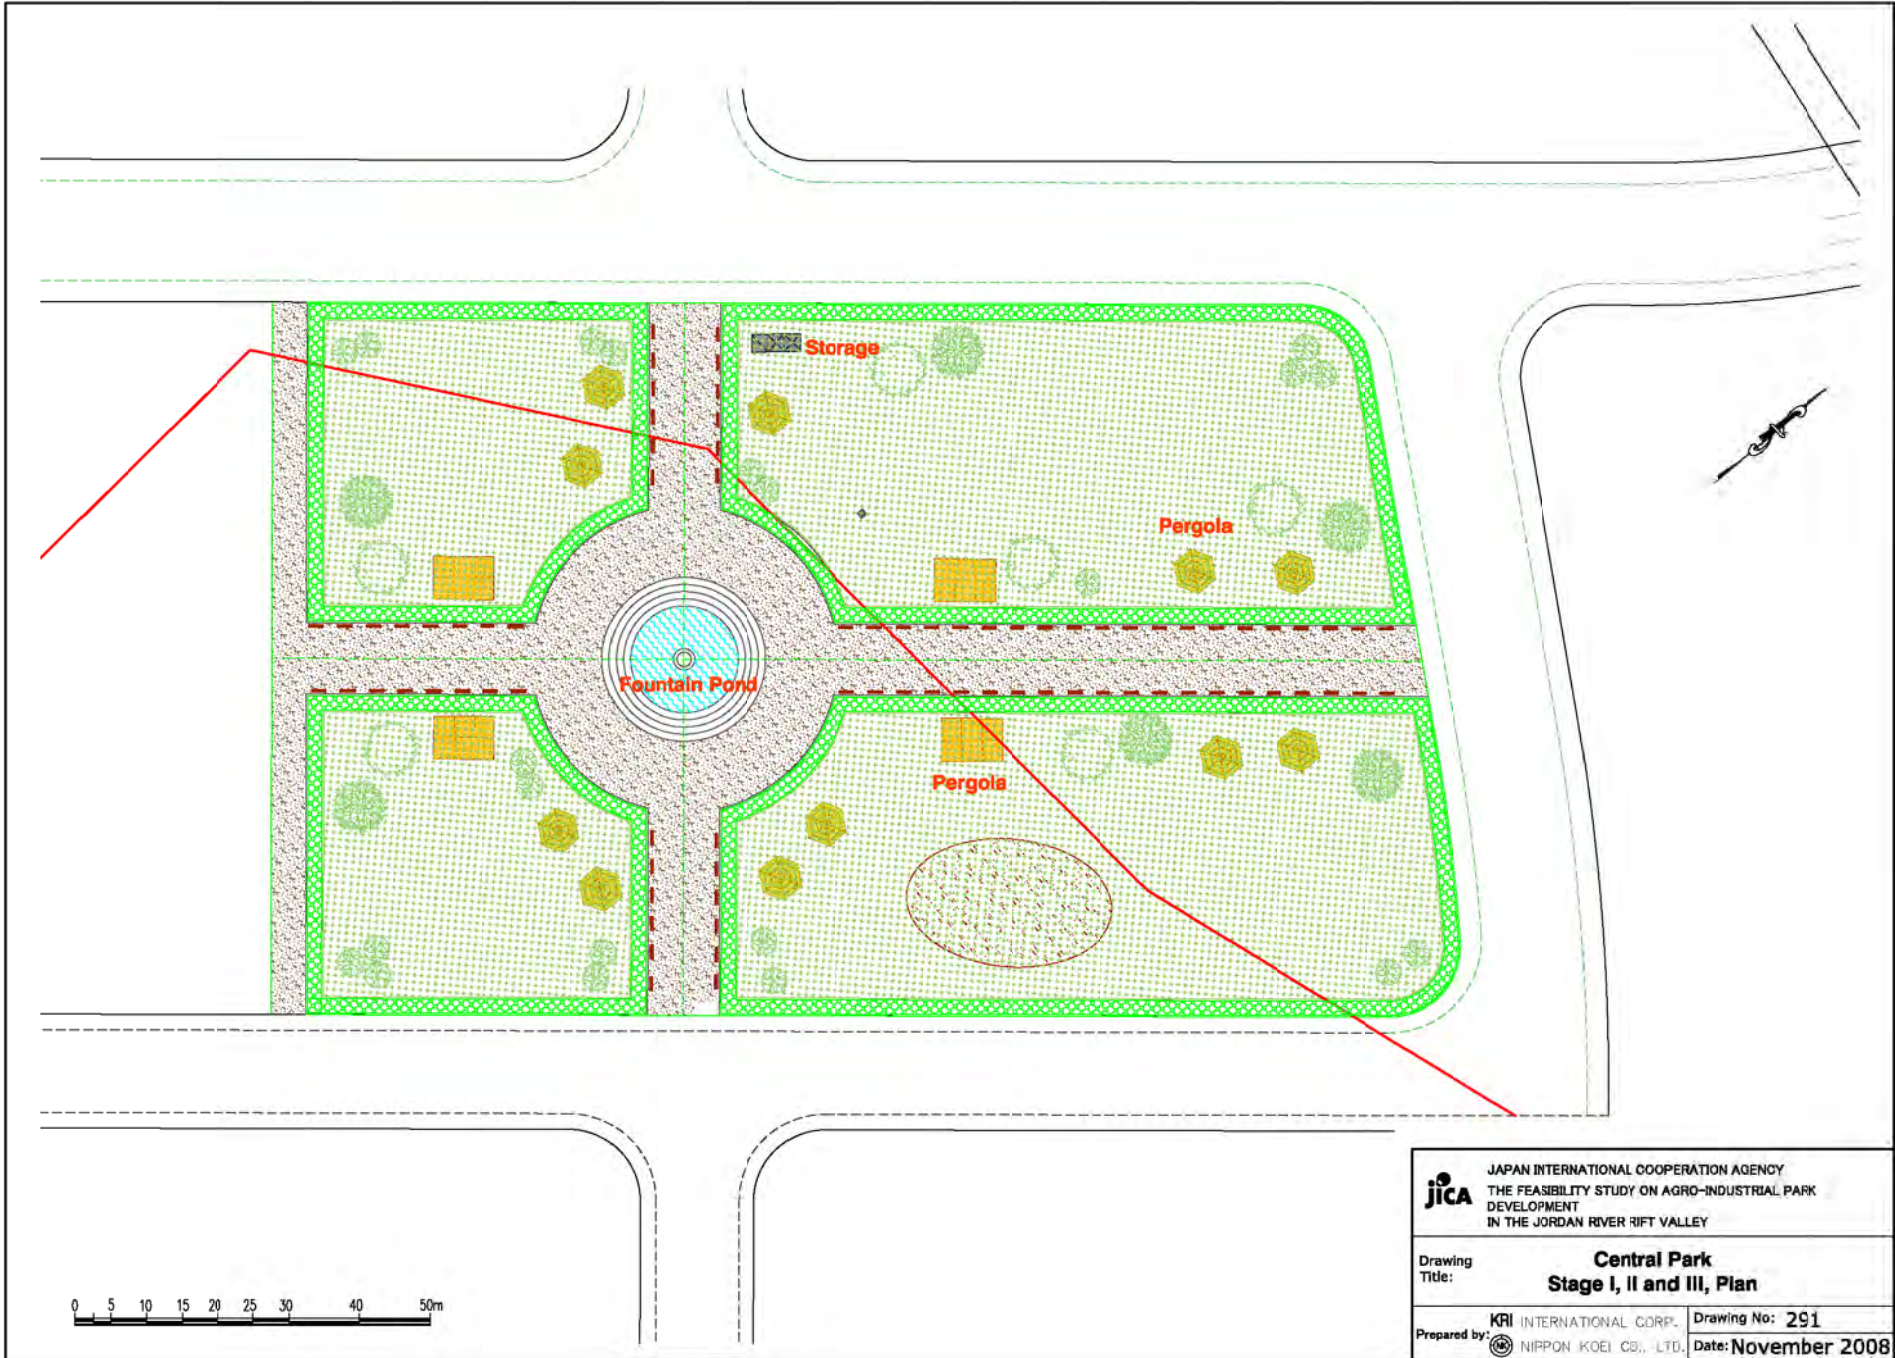 Storage
Pergola
Fountain Pond
Pergola
0 5 10 15 20 25 30 40 50m
jica
JAPAN INTERNATIONAL COOPERATION AGENCY
THE FEASIBILITY STUDY ON AGRO-INDUSTRIAL PARK
DEVELOPMENT
IN THE JORDAN RIVER RIFT VALLEY
Drawing Title:
Central Park
Stage I, II and III, Plan
Prepared by:
KRI INTERNATIONAL CORP.
NK NIPPON KOEI CO., LTD.
Drawing No: 291
Date: November 2008